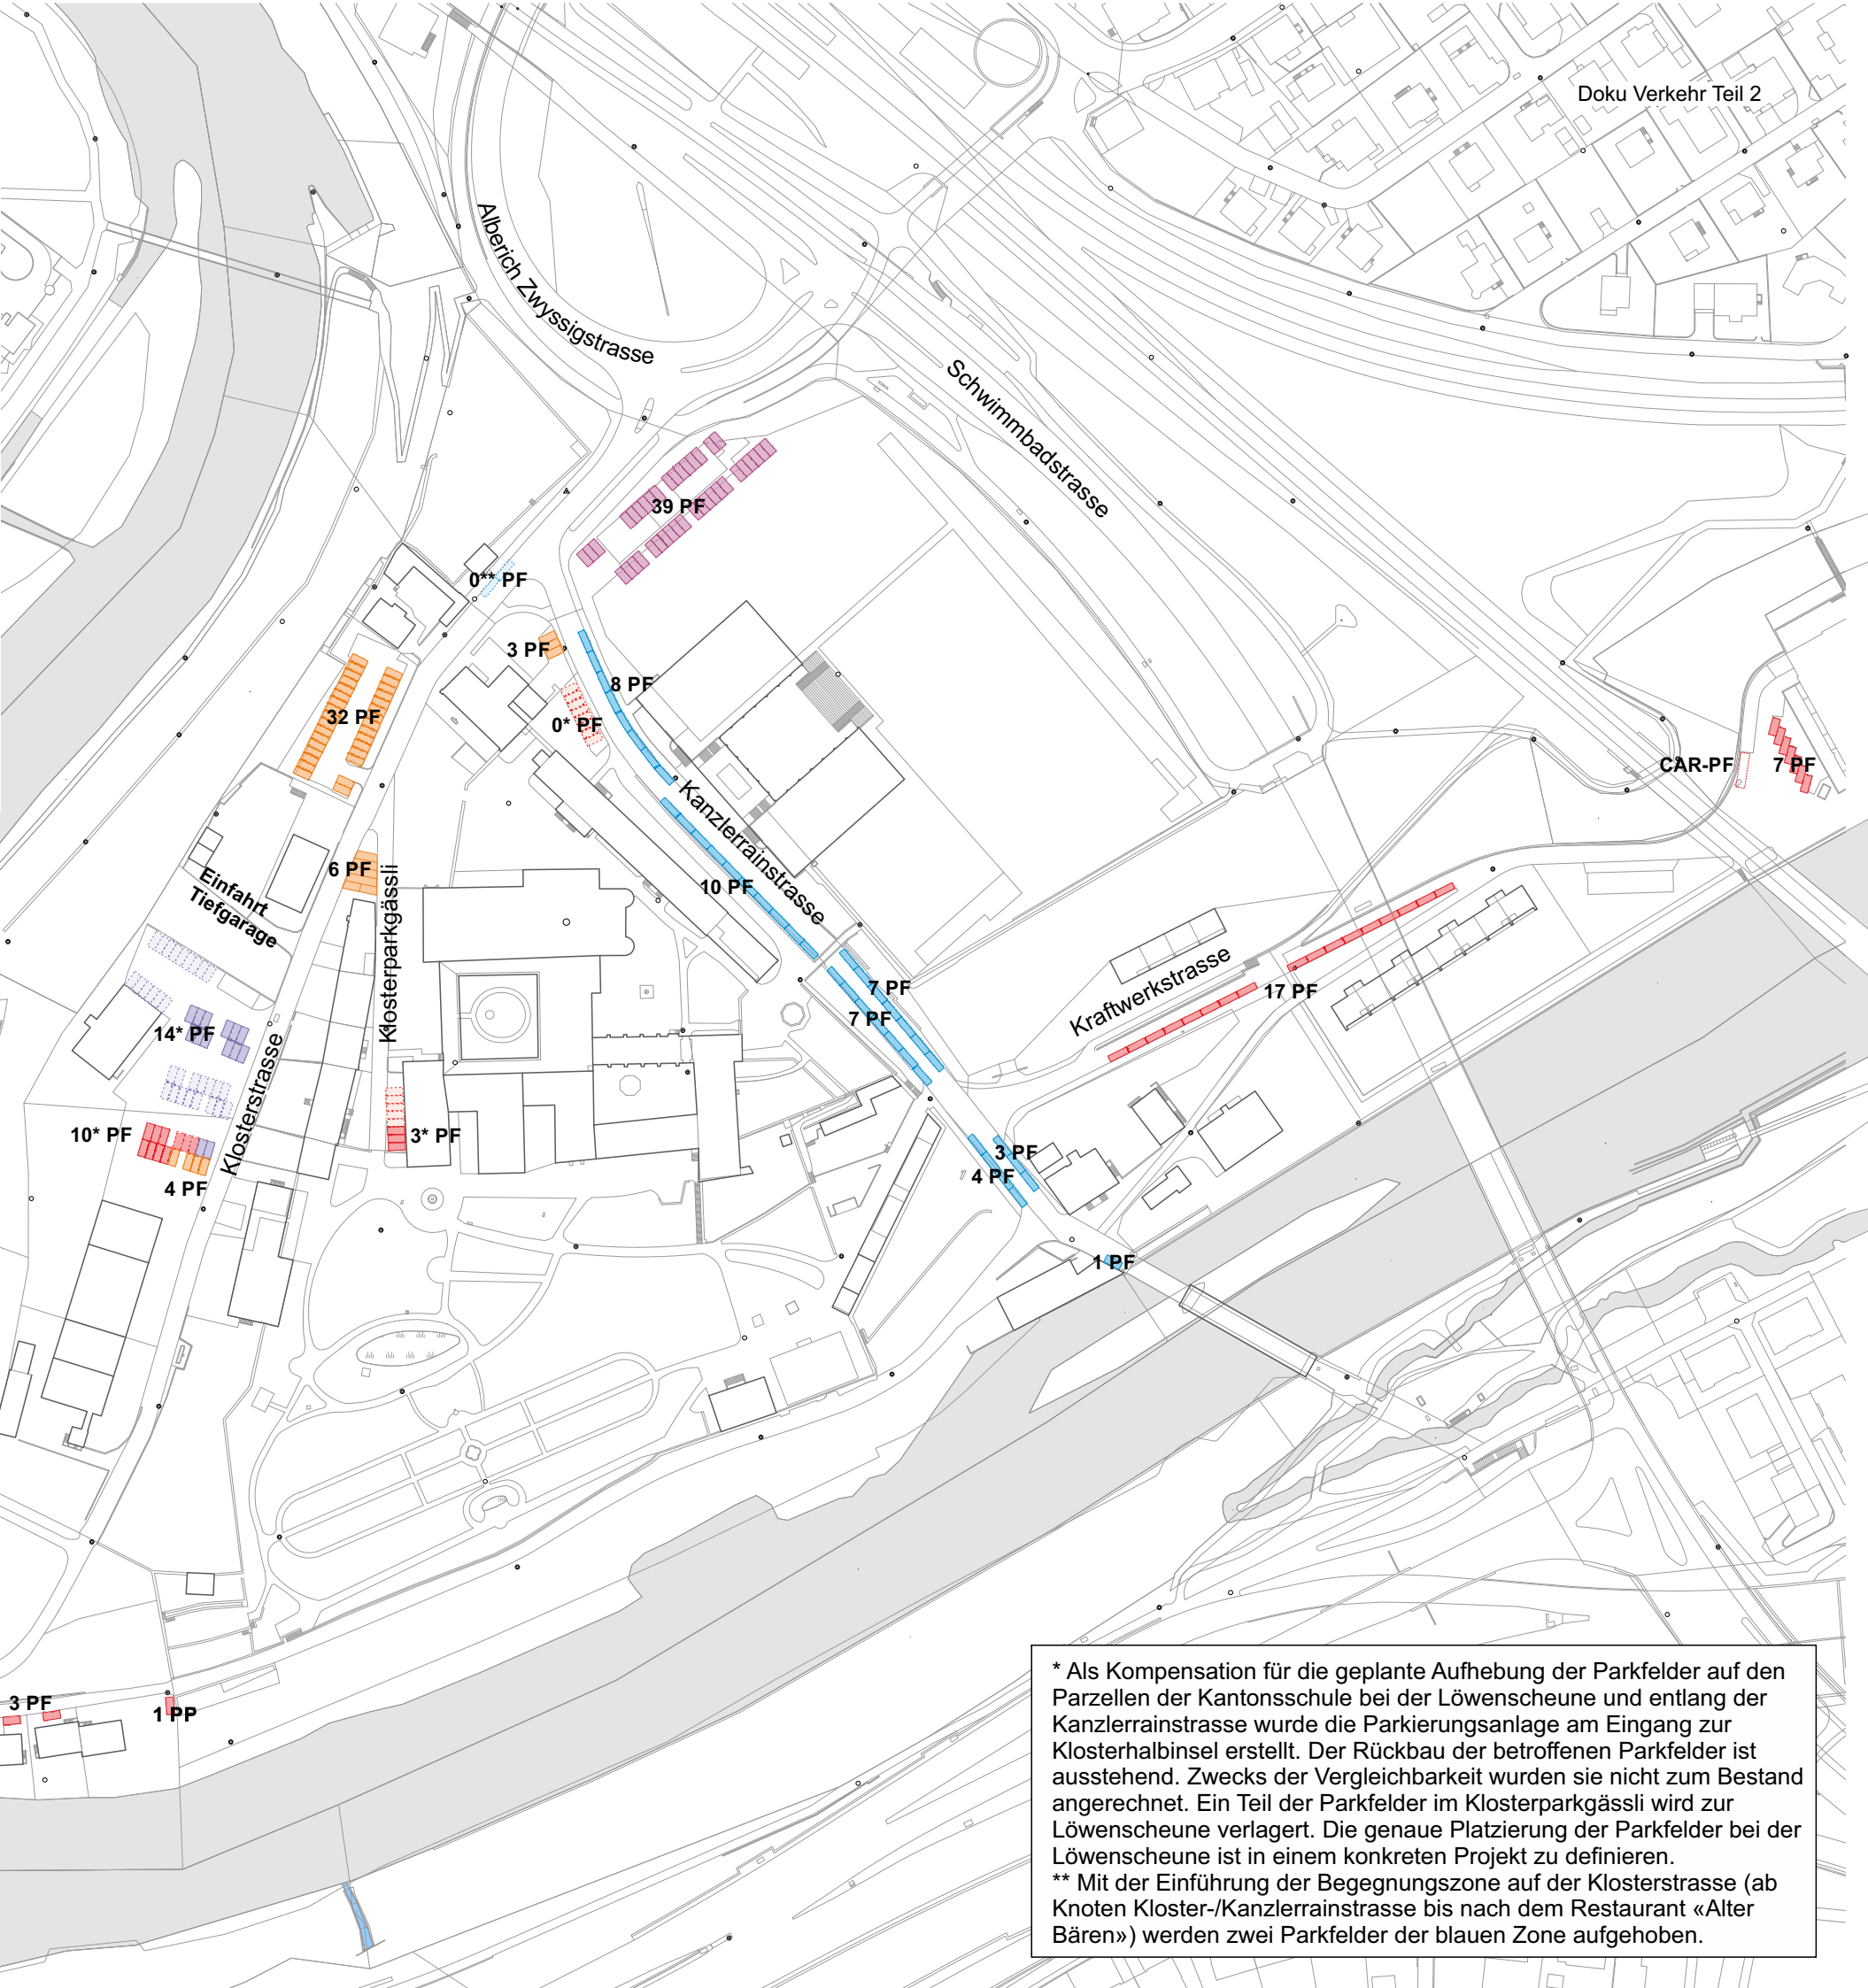 Doku Verkehr Teil 2
Alberich Zwyssigstrasse
Schwimmbadstrasse
39 PF
0** PF
3 PF
8 PF
0* PF
32 PF
CAR-PF
7 PF
Kanzlerrainstrasse
6 PF
10 PF
Einfahrt
Tiefgarage
Klosterparkgässli
Kraftwerkstrasse
17 PF
7 PF
7 PF
14* PF
Klosterstrasse
10* PF
3* PF
4 PF
3 PF
4 PF
1 PF
3 PF
1 PP
* Als Kompensation für die geplante Aufhebung der Parkfelder auf den
Parzellen der Kantonsschule bei der Löwenscheune und entlang der
Kanzlerrainstrasse wurde die Parkierungsanlage am Eingang zur
Klosterhalbinsel erstellt. Der Rückbau der betroffenen Parkfelder ist
ausstehend. Zwecks der Vergleichbarkeit wurden sie nicht zum Bestand
angerechnet. Ein Teil der Parkfelder im Klosterparkgässli wird zur
Löwenscheune verlagert. Die genaue Platzierung der Parkfelder bei der
Löwenscheune ist in einem konkreten Projekt zu definieren.
** Mit der Einführung der Begegnungszone auf der Klosterstrasse (ab
Knoten Kloster-/Kanzlerrainstrasse bis nach dem Restaurant «Alter
Bären») werden zwei Parkfelder der blauen Zone aufgehoben.